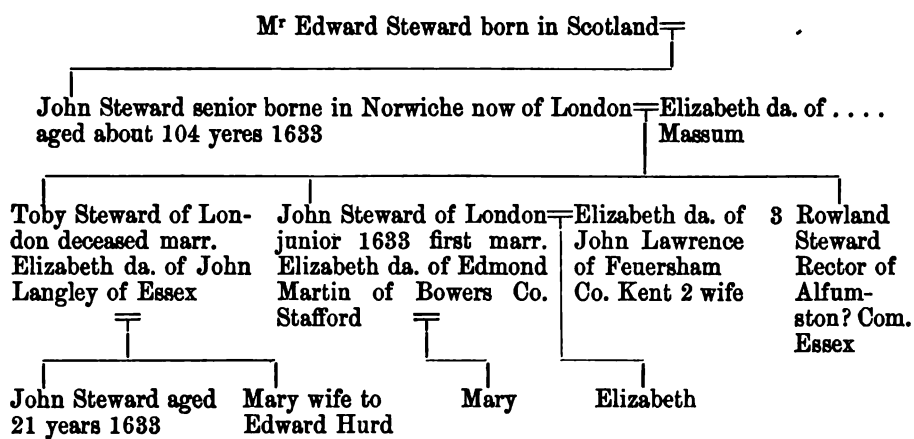 Mr Edward Steward born in Scotland
John Steward senior borne in Norwiche now of London
aged about 104 yeres 1633
Elizabeth da. of ....
Massum
Toby Steward of Lon-
don deceased marr.
Elizabeth da. of John
Langley of Essex
John Steward of London
junior 1633 first marr.
Elizabeth da. of Edmond
Martin of Bowers Co.
Stafford
Elizabeth da. of
John Lawrence
of Feuersham
Co. Kent 2 wife
3 Rowland
Steward
Rector of
Alfum-
ston? Com.
Essex
John Steward aged
21 years 1633
Mary wife to
Edward Hurd
Mary
Elizabeth